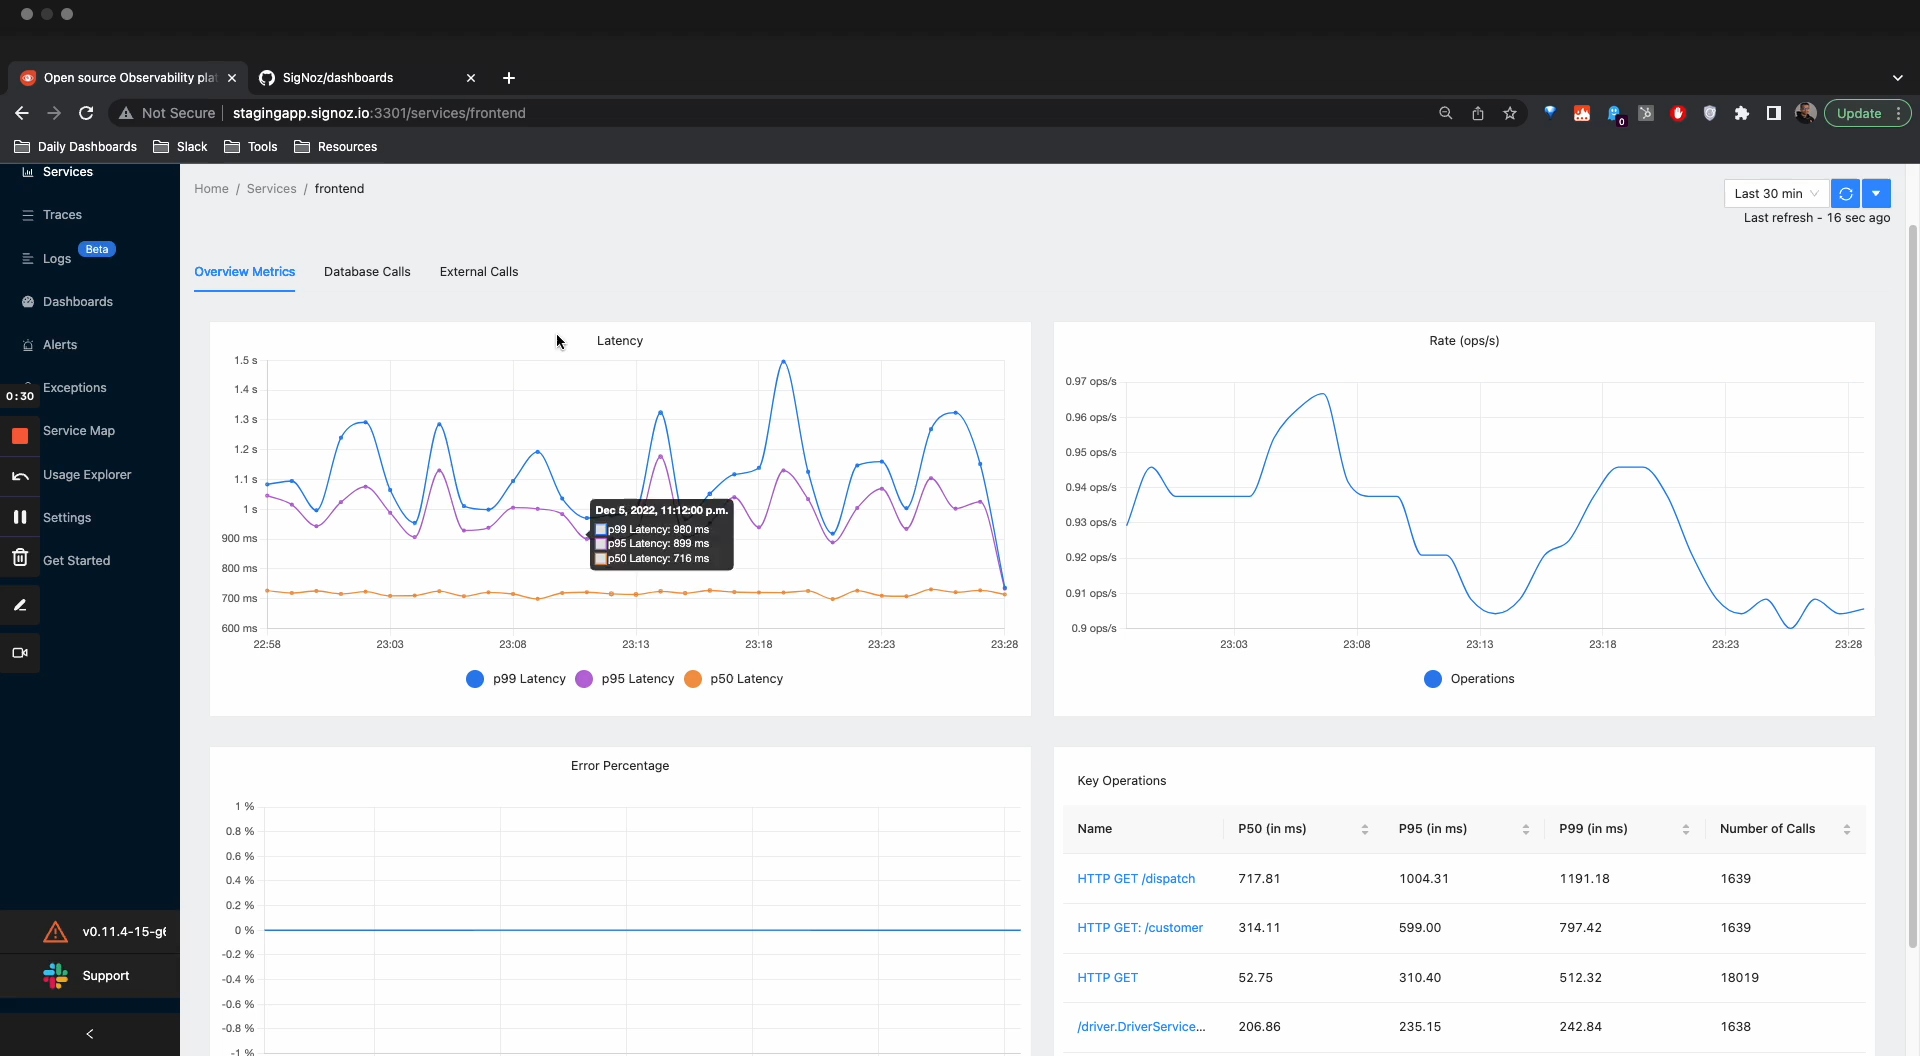 Open source Observability plat
SigNoz/dashboards
Not Secure
stagingapp.signoz.io:3301/services/frontend
0
Update
Daily Dashboards
Slack
Tools
Resources
Services
Traces
Logs
Beta
Dashboards
Alerts
Exceptions
0:30
Service Map
Usage Explorer
Settings
Get Started
v0.11.4-15-g6
Support
Home / Services / frontend
Last 30 min
Last refresh - 16 sec ago
Overview Metrics
Database Calls
External Calls
Latency
1.5 s
1.4 s
1.3 s
1.2 s
1.1 s
1 s
900 ms
800 ms
700 ms
600 ms
22:58
23:03
23:08
23:13
23:18
23:23
23:28
Dec 5, 2022, 11:12:00 p.m.
p99 Latency: 980 ms
p95 Latency: 899 ms
p50 Latency: 716 ms
p99 Latency
p95 Latency
p50 Latency
Rate (ops/s)
0.97 ops/s
0.96 ops/s
0.95 ops/s
0.94 ops/s
0.93 ops/s
0.92 ops/s
0.91 ops/s
0.9 ops/s
23:03
23:08
23:13
23:18
23:23
23:28
Operations
Error Percentage
1 %
0.8 %
0.6 %
0.4 %
0.2 %
0 %
-0.2 %
-0.4 %
-0.6 %
-0.8 %
-1 %
Key Operations
Name
P50 (in ms)
P95 (in ms)
P99 (in ms)
Number of Calls
HTTP GET /dispatch
717.81
1004.31
1191.18
1639
HTTP GET: /customer
314.11
599.00
797.42
1639
HTTP GET
52.75
310.40
512.32
18019
/driver.DriverService...
206.86
235.15
242.84
1638